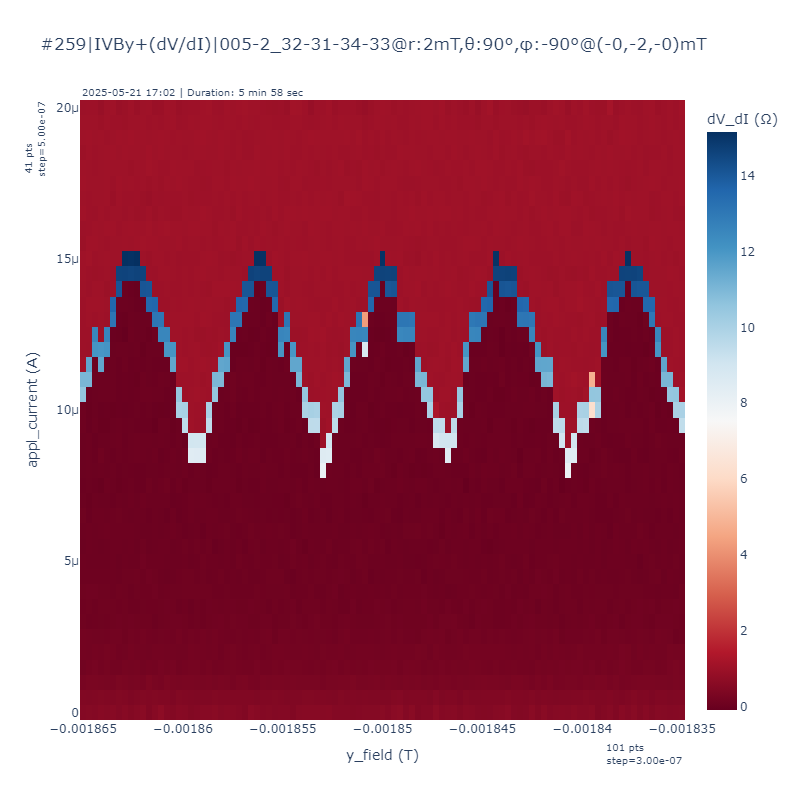 #259|IVBy+(dV/dI)|005-2_32-31-34-33@r:2mT,θ:90°,φ:-90°@(-0,-2,-0)mT
2025-05-21 17:02 | Duration: 5 min 58 sec
41 pts
step=5.00e-07
dV_dI (Ω)
20μ
15μ
10μ
5μ
0
appl_current (A)
14
12
10
8
6
4
2
0
−0.001865
−0.00186
−0.001855
−0.00185
−0.001845
−0.00184
−0.001835
y_field (T)
101 pts
step=3.00e-07